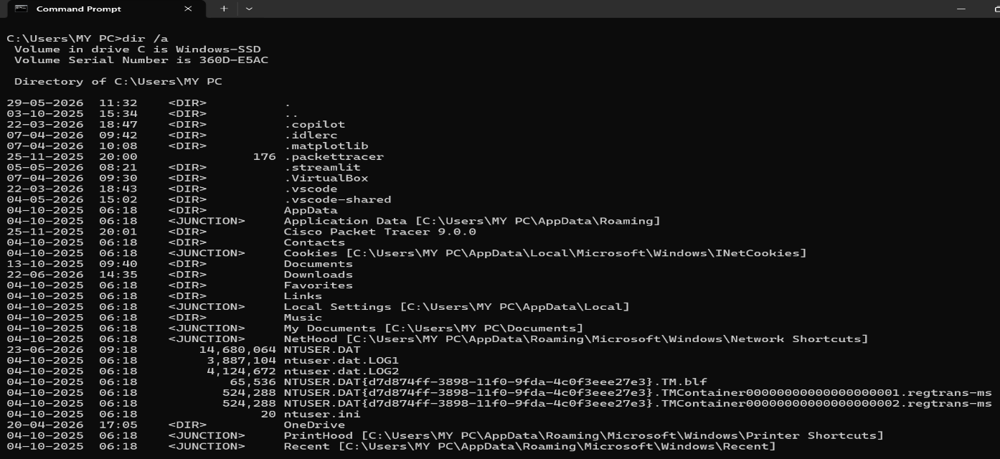 Command Prompt
C:\Users\MY PC>dir /a
 Volume in drive C is Windows-SSD
 Volume Serial Number is 360D-E5AC
 Directory of C:\Users\MY PC
29-05-2026  11:32    <DIR>          .
03-10-2025  15:34    <DIR>          ..
22-03-2026  18:47    <DIR>          .copilot
07-04-2026  09:42    <DIR>          .idlerc
07-04-2026  10:08    <DIR>          .matplotlib
25-11-2025  20:00               176 .packettracer
05-05-2026  08:21    <DIR>          .streamlit
07-04-2026  09:30    <DIR>          .VirtualBox
22-03-2026  18:43    <DIR>          .vscode
04-05-2026  15:02    <DIR>          .vscode-shared
04-10-2025  06:18    <DIR>          AppData
04-10-2025  06:18    <JUNCTION>     Application Data [C:\Users\MY PC\AppData\Roaming]
25-11-2025  20:01    <DIR>          Cisco Packet Tracer 9.0.0
04-10-2025  06:18    <DIR>          Contacts
04-10-2025  06:18    <JUNCTION>     Cookies [C:\Users\MY PC\AppData\Local\Microsoft\Windows\INetCookies]
13-10-2025  09:40    <DIR>          Documents
22-06-2026  14:35    <DIR>          Downloads
04-10-2025  06:18    <DIR>          Favorites
04-10-2025  06:18    <DIR>          Links
04-10-2025  06:18    <JUNCTION>     Local Settings [C:\Users\MY PC\AppData\Local]
04-10-2025  06:18    <DIR>          Music
04-10-2025  06:18    <JUNCTION>     My Documents [C:\Users\MY PC\Documents]
04-10-2025  06:18    <JUNCTION>     NetHood [C:\Users\MY PC\AppData\Roaming\Microsoft\Windows\Network Shortcuts]
23-06-2026  09:18        14,680,064 NTUSER.DAT
04-10-2025  06:18         3,887,104 ntuser.dat.LOG1
04-10-2025  06:18         4,124,672 ntuser.dat.LOG2
04-10-2025  06:18            65,536 NTUSER.DAT{d7d874ff-3898-11f0-9fda-4c0f3eee27e3}.TM.blf
04-10-2025  06:18           524,288 NTUSER.DAT{d7d874ff-3898-11f0-9fda-4c0f3eee27e3}.TMContainer00000000000000000001.regtrans-ms
04-10-2025  06:18           524,288 NTUSER.DAT{d7d874ff-3898-11f0-9fda-4c0f3eee27e3}.TMContainer00000000000000000002.regtrans-ms
04-10-2025  06:18                20 ntuser.ini
20-04-2026  17:05    <DIR>          OneDrive
04-10-2025  06:18    <JUNCTION>     PrintHood [C:\Users\MY PC\AppData\Roaming\Microsoft\Windows\Printer Shortcuts]
04-10-2025  06:18    <JUNCTION>     Recent [C:\Users\MY PC\AppData\Roaming\Microsoft\Windows\Recent]